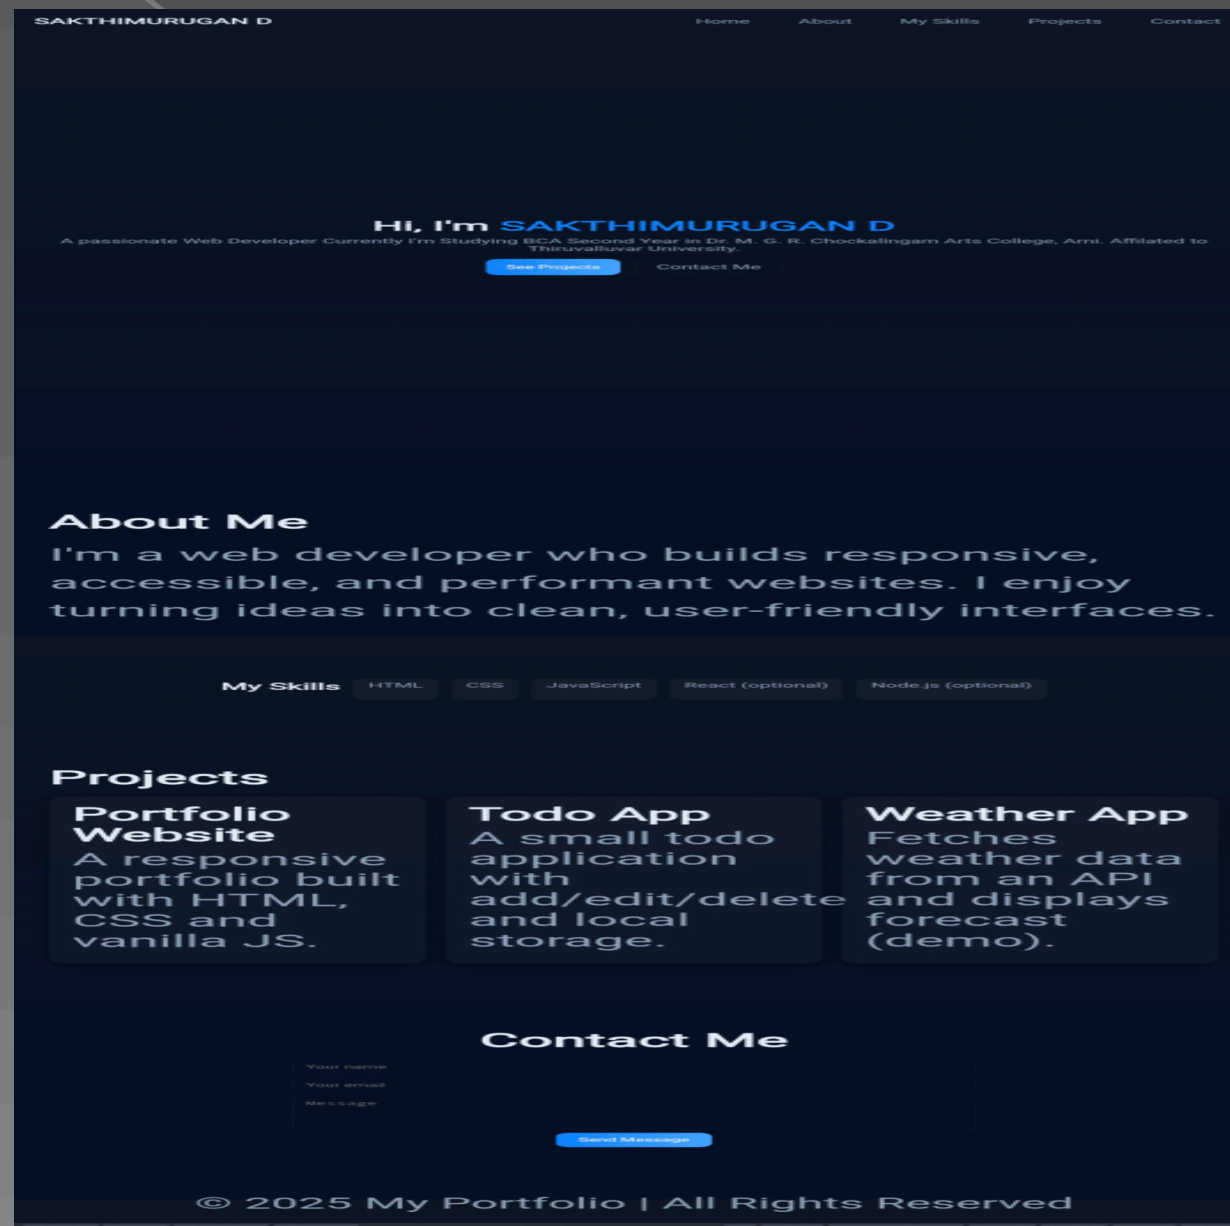 SAKTHIMURUGAN D
Home About My Skills Projects Contact
Hi, I'm SAKTHIMURUGAN D
A passionate Web Developer Currently I'm Studying BCA Second Year in Dr. M. G. R. Chockalingam Arts College, Arni. Affilated to
Thiruvalluvar University.
See Projects Contact Me
About Me
I'm a web developer who builds responsive,
accessible, and performant websites. I enjoy
turning ideas into clean, user-friendly interfaces.
My Skills HTML CSS JavaScript React (optional) Node.js (optional)
Projects
Portfolio
Website
A responsive
portfolio built
with HTML,
CSS and
vanilla JS.
Todo App
A small todo
application
with
add/edit/delete
and local
storage.
Weather App
Fetches
weather data
from an API
and displays
forecast
(demo).
Contact Me
Your name
Your email
Message
Send Message
© 2025 My Portfolio | All Rights Reserved